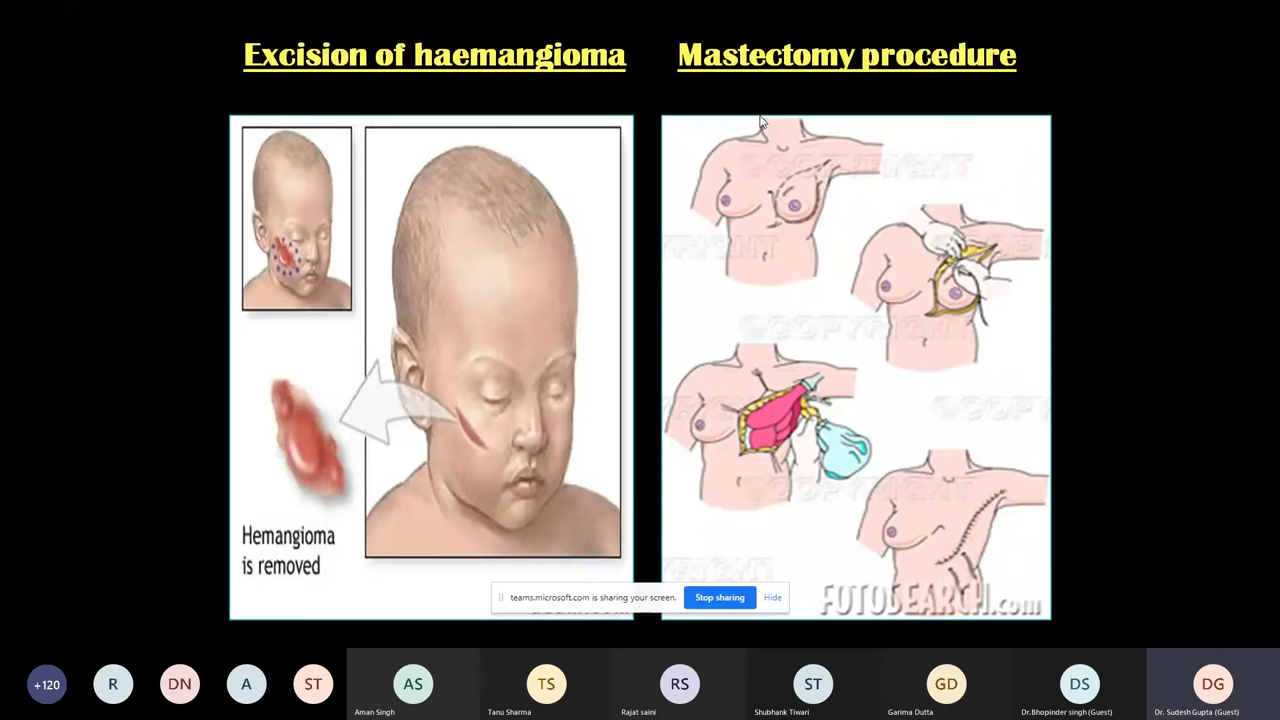 Excision of haemangioma
Mastectomy procedure
Hemangioma
is removed
COPYRIGHT
PYRIGHT
©COPYRIGHT
FOTOSEARCH.com
teams.microsoft.com is sharing your screen.
Stop sharing
Hide
+120
R
DN
A
ST
AS
TS
RS
ST
GD
DS
DG
Aman Singh
Tanu Sharma
Rajat saini
Shubhank Tiwari
Garima Dutta
Dr.Bhopinder singh (Guest)
Dr. Sudesh Gupta (Guest)